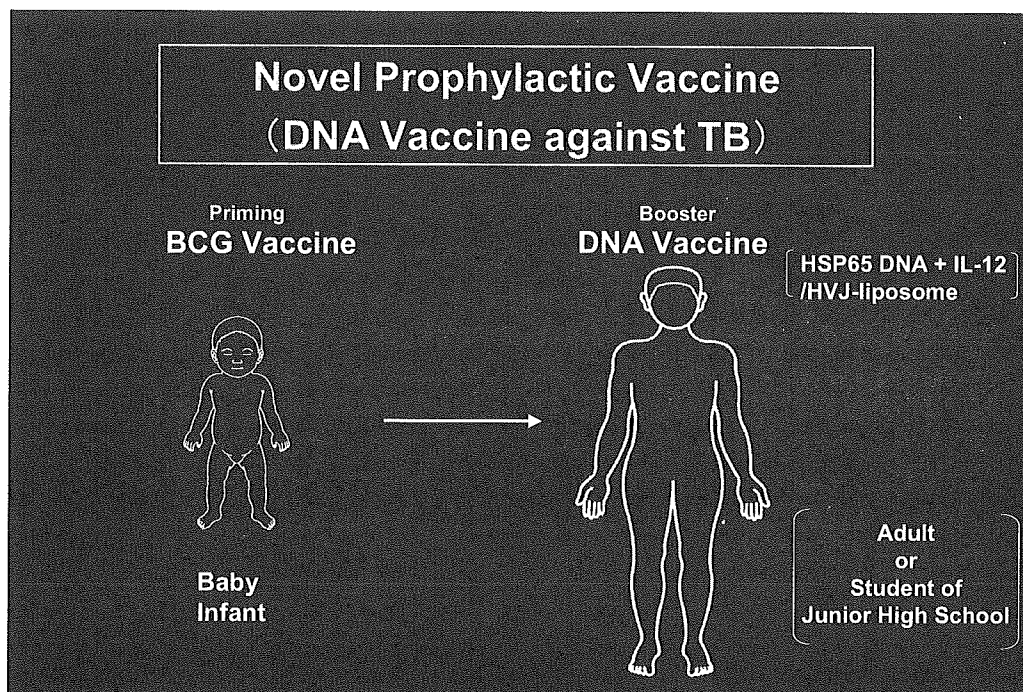 Novel Prophylactic Vaccine
（DNA Vaccine against TB）
Priming
BCG Vaccine
Booster
DNA Vaccine
HSP65 DNA + IL-12
/HVJ-liposome
Baby
Infant
Adult
or
Student of
Junior High School